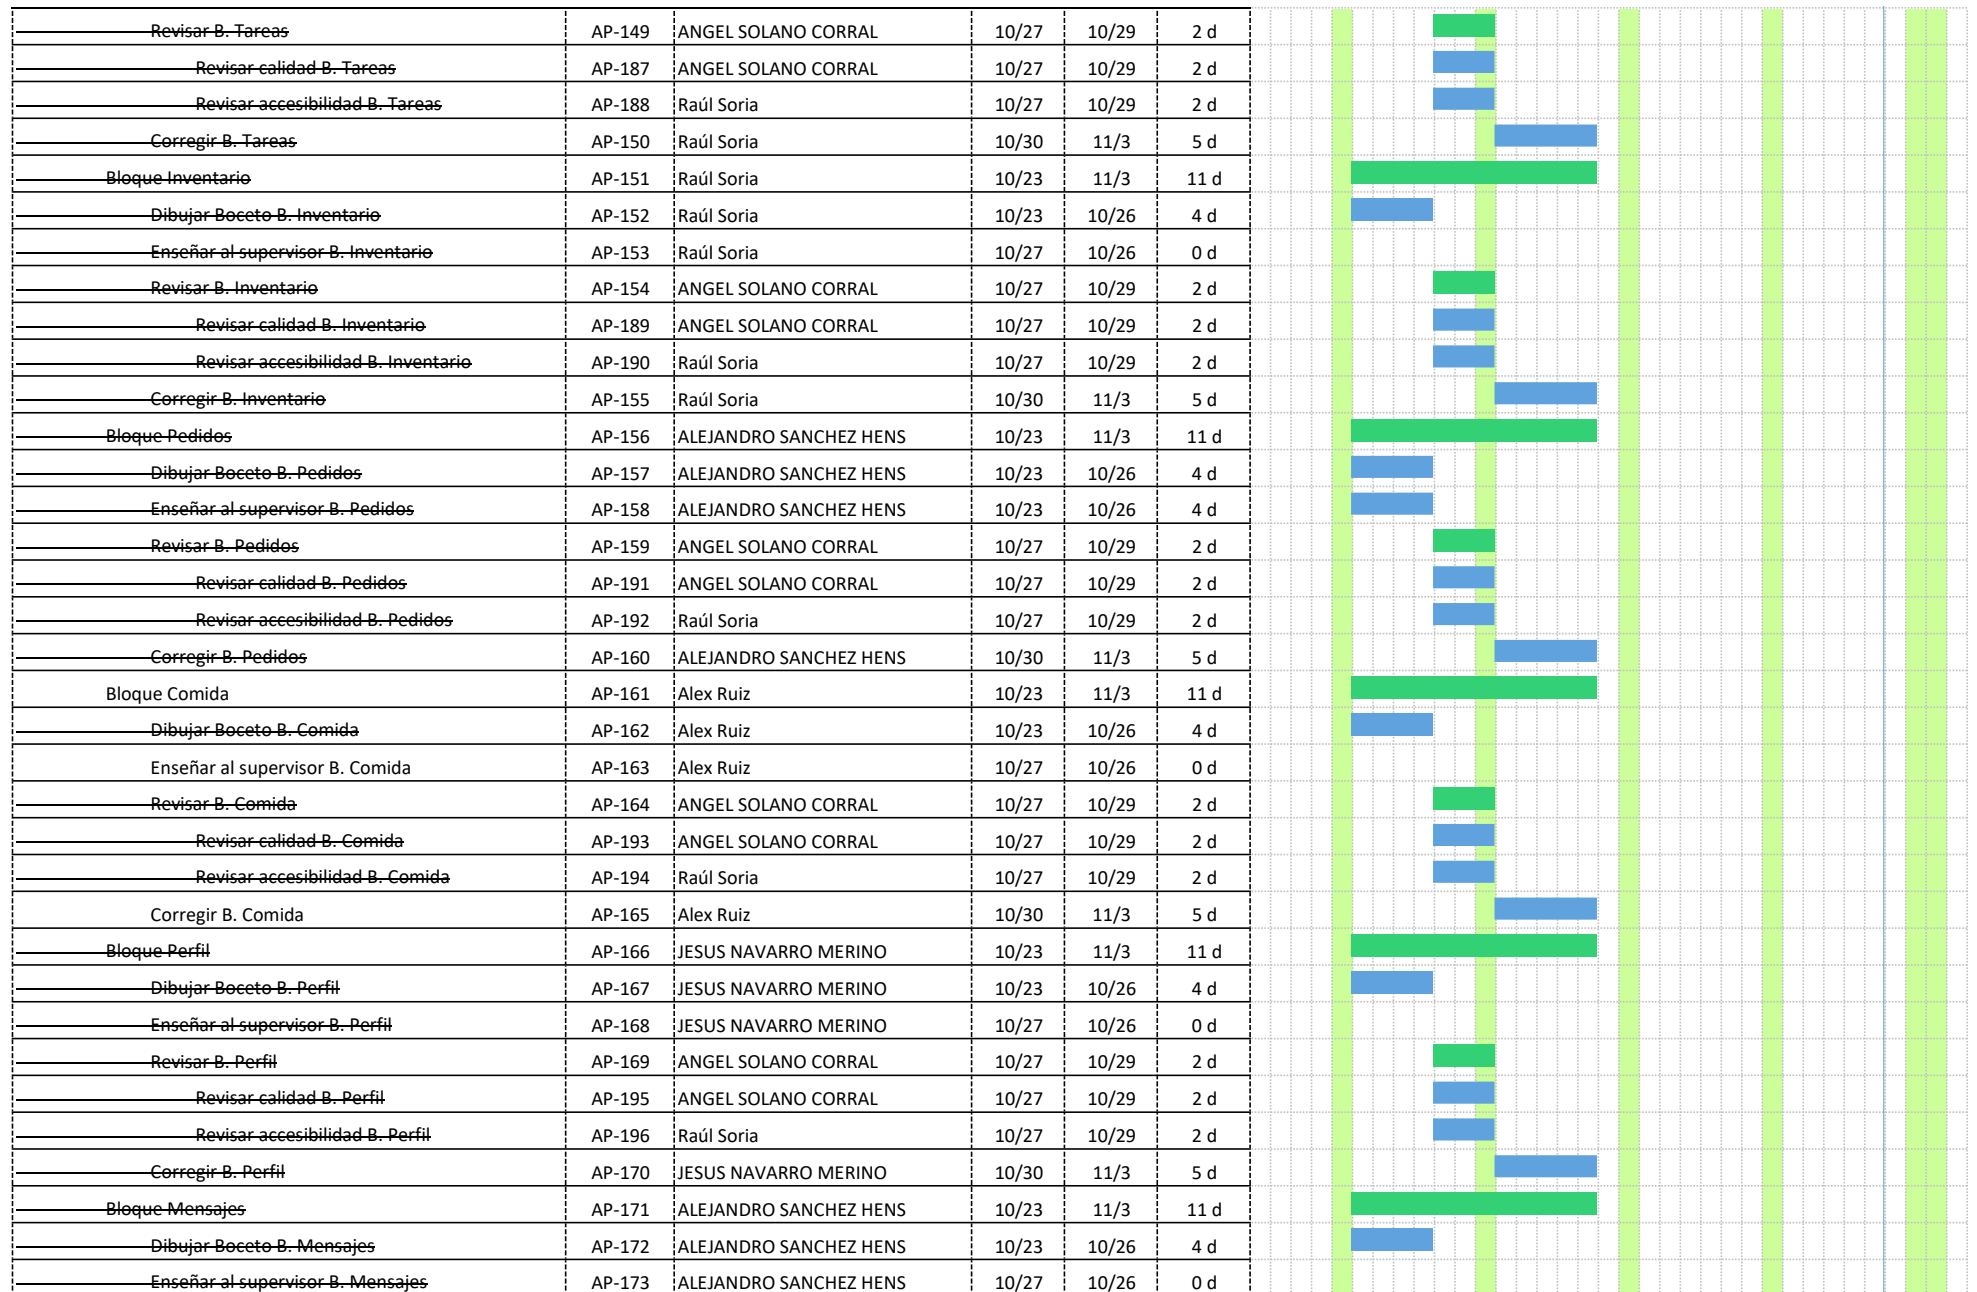 Revisar B. Tareas AP-149 ANGEL SOLANO CORRAL 10/27 10/29 2 d
Revisar calidad B. Tareas AP-187 ANGEL SOLANO CORRAL 10/27 10/29 2 d
Revisar accesibilidad B. Tareas AP-188 Raúl Soria 10/27 10/29 2 d
Corregir B. Tareas AP-150 Raúl Soria 10/30 11/3 5 d
Bloque Inventario AP-151 Raúl Soria 10/23 11/3 11 d
Dibujar Boceto B. Inventario AP-152 Raúl Soria 10/23 10/26 4 d
Enseñar al supervisor B. Inventario AP-153 Raúl Soria 10/27 10/26 0 d
Revisar B. Inventario AP-154 ANGEL SOLANO CORRAL 10/27 10/29 2 d
Revisar calidad B. Inventario AP-189 ANGEL SOLANO CORRAL 10/27 10/29 2 d
Revisar accesibilidad B. Inventario AP-190 Raúl Soria 10/27 10/29 2 d
Corregir B. Inventario AP-155 Raúl Soria 10/30 11/3 5 d
Bloque Pedidos AP-156 ALEJANDRO SANCHEZ HENS 10/23 11/3 11 d
Dibujar Boceto B. Pedidos AP-157 ALEJANDRO SANCHEZ HENS 10/23 10/26 4 d
Enseñar al supervisor B. Pedidos AP-158 ALEJANDRO SANCHEZ HENS 10/23 10/26 4 d
Revisar B. Pedidos AP-159 ANGEL SOLANO CORRAL 10/27 10/29 2 d
Revisar calidad B. Pedidos AP-191 ANGEL SOLANO CORRAL 10/27 10/29 2 d
Revisar accesibilidad B. Pedidos AP-192 Raúl Soria 10/27 10/29 2 d
Corregir B. Pedidos AP-160 ALEJANDRO SANCHEZ HENS 10/30 11/3 5 d
Bloque Comida AP-161 Alex Ruiz 10/23 11/3 11 d
Dibujar Boceto B. Comida AP-162 Alex Ruiz 10/23 10/26 4 d
Enseñar al supervisor B. Comida AP-163 Alex Ruiz 10/27 10/26 0 d
Revisar B. Comida AP-164 ANGEL SOLANO CORRAL 10/27 10/29 2 d
Revisar calidad B. Comida AP-193 ANGEL SOLANO CORRAL 10/27 10/29 2 d
Revisar accesibilidad B. Comida AP-194 Raúl Soria 10/27 10/29 2 d
Corregir B. Comida AP-165 Alex Ruiz 10/30 11/3 5 d
Bloque Perfil AP-166 JESUS NAVARRO MERINO 10/23 11/3 11 d
Dibujar Boceto B. Perfil AP-167 JESUS NAVARRO MERINO 10/23 10/26 4 d
Enseñar al supervisor B. Perfil AP-168 JESUS NAVARRO MERINO 10/27 10/26 0 d
Revisar B. Perfil AP-169 ANGEL SOLANO CORRAL 10/27 10/29 2 d
Revisar calidad B. Perfil AP-195 ANGEL SOLANO CORRAL 10/27 10/29 2 d
Revisar accesibilidad B. Perfil AP-196 Raúl Soria 10/27 10/29 2 d
Corregir B. Perfil AP-170 JESUS NAVARRO MERINO 10/30 11/3 5 d
Bloque Mensajes AP-171 ALEJANDRO SANCHEZ HENS 10/23 11/3 11 d
Dibujar Boceto B. Mensajes AP-172 ALEJANDRO SANCHEZ HENS 10/23 10/26 4 d
Enseñar al supervisor B. Mensajes AP-173 ALEJANDRO SANCHEZ HENS 10/27 10/26 0 d